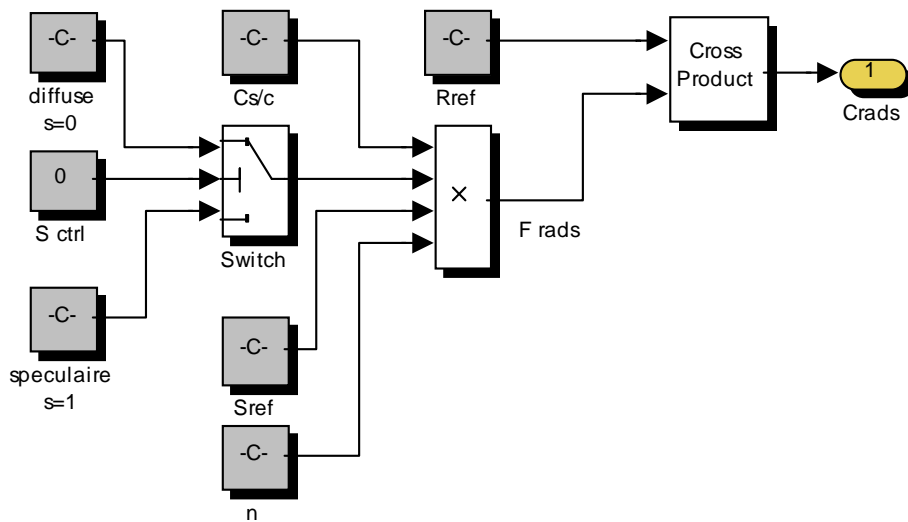 -C-
diffuse
s=0
-C-
Cs/c
-C-
Rref
Cross
Product
1
Crads
0
S ctrl
Switch
×
F rads
-C-
speculaire
s=1
-C-
Sref
-C-
n